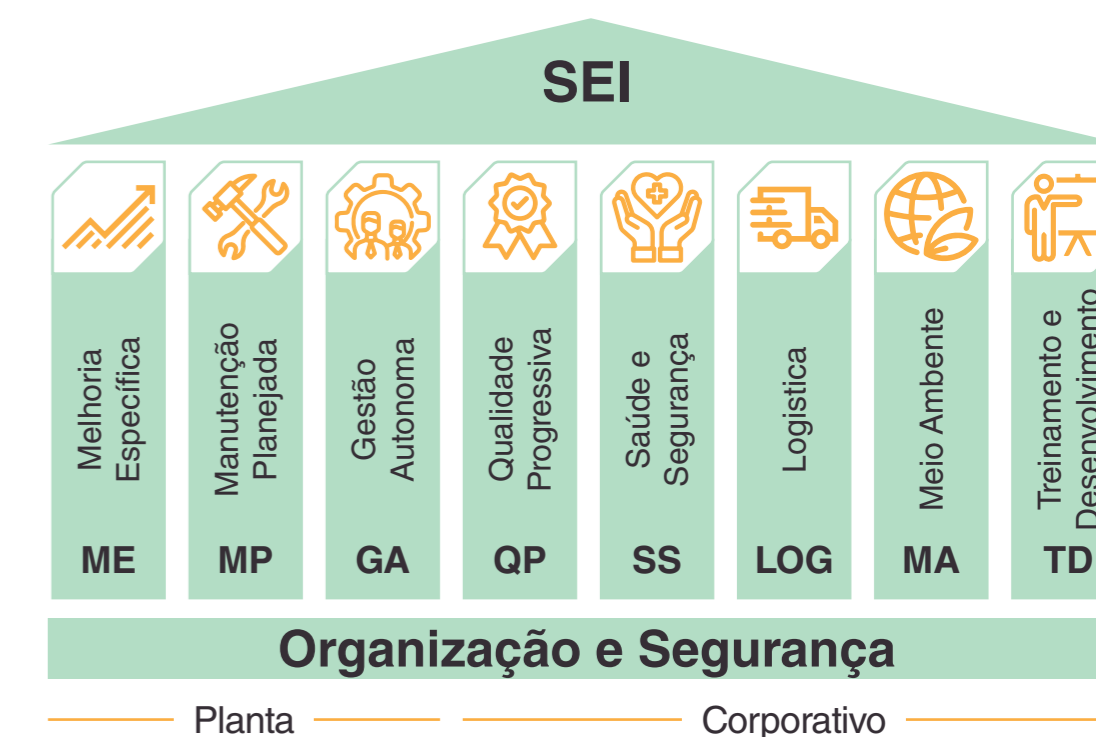 SEI
Melhoria
Específica
ME
Manutenção
Planejada
MP
Gestão
Autonoma
GA
Qualidade
Progressiva
QP
Saúde e
Segurança
SS
Logistica
LOG
Meio Ambente
MA
Treinamento e
Desenvolvimento
TD
Organização e Segurança
Planta
Corporativo